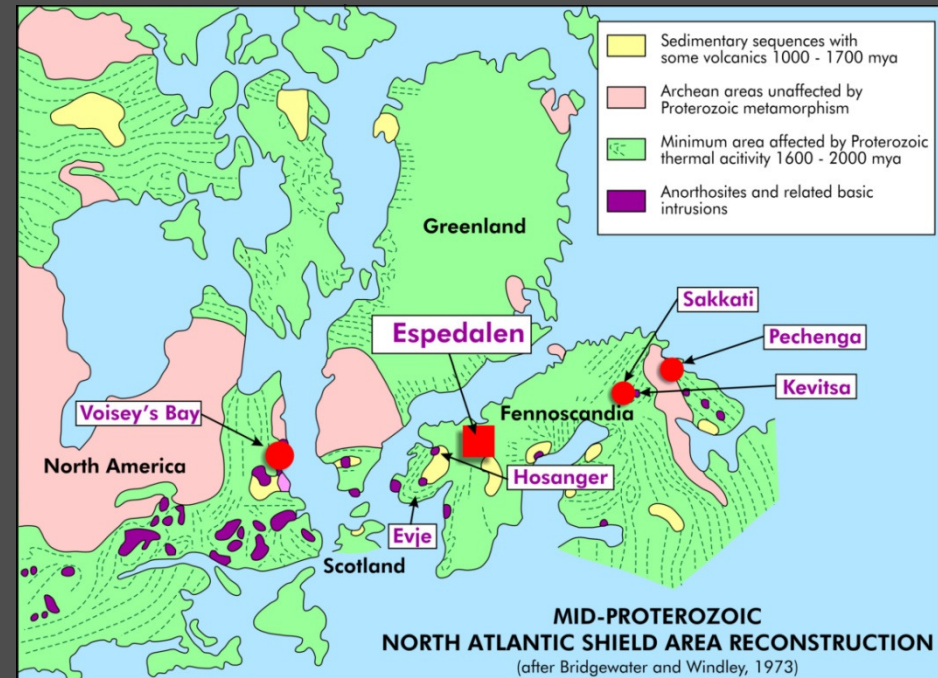 Sedimentary sequences with
some volcanics 1000 - 1700 mya
Archean areas unaffected by
Proterozoic metamorphism
Minimum area affected by Proterozoic
thermal acitivity 1600 - 2000 mya
Anorthosites and related basic
intrusions
Greenland
Sakkati
Espedalen
Pechenga
Kevitsa
Voisey's Bay
Fennoscandia
North America
Hosanger
Evje
Scotland
MID-PROTEROZOIC
NORTH ATLANTIC SHIELD AREA RECONSTRUCTION
(after Bridgewater and Windley, 1973)